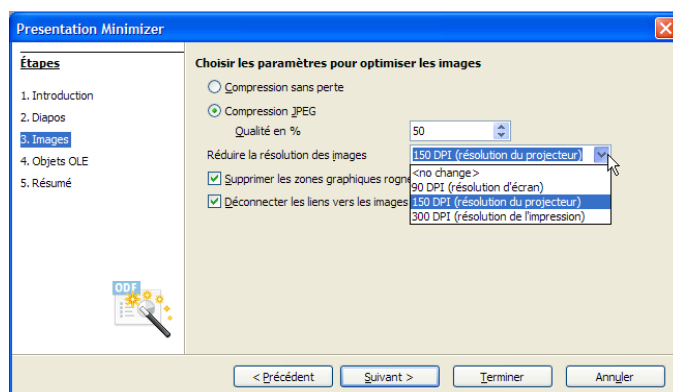 Presentation Minimizer
Étapes
1. Introduction
2. Diapos
3. Images
4. Objets OLE
5. Résumé
ODF
Choisir les paramètres pour optimiser les images
Compression sans perte
Compression JPEG
Qualité en % 50
Réduire la résolution des images 150 DPI (résolution du projecteur)
<no change>
Supprimer les zones graphiques rogné
90 DPI (résolution d'écran)
150 DPI (résolution du projecteur)
Déconnecter les liens vers les images
300 DPI (résolution de l'impression)
< Précédent Suivant > Terminer Annuler